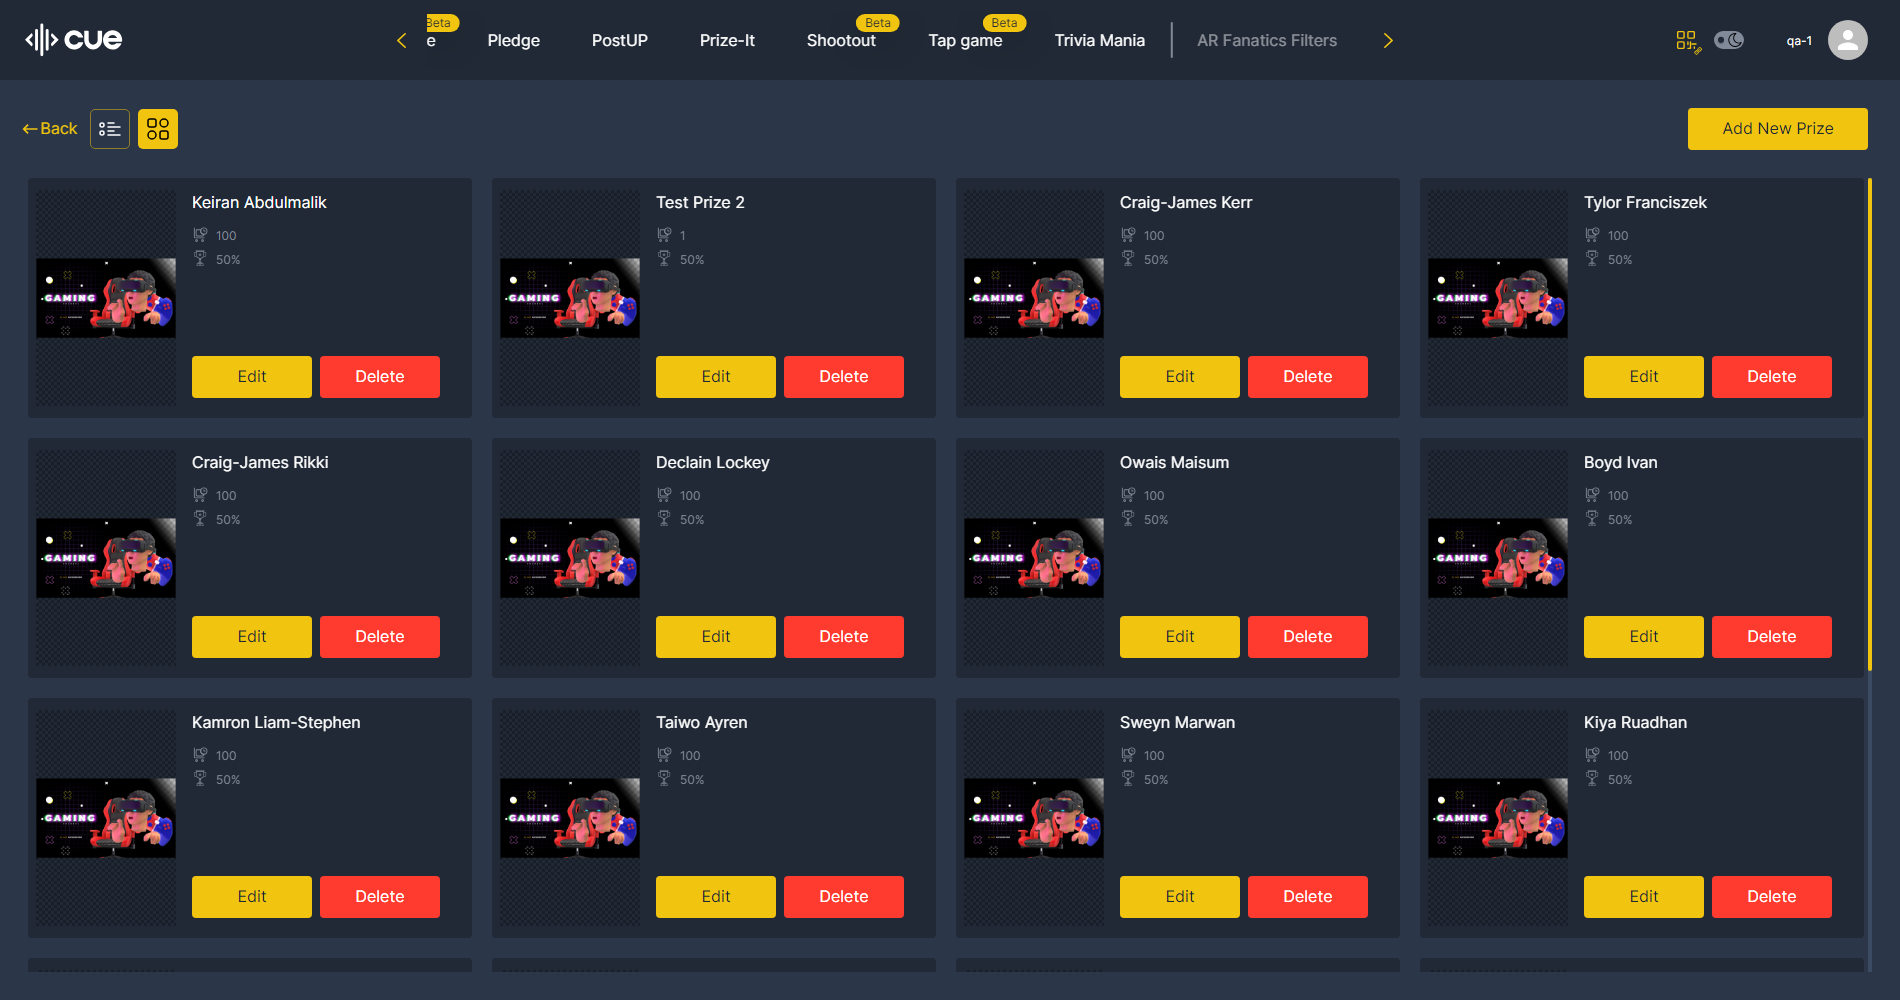 cue
e
Beta
Pledge
PostUP
Prize-It
Shootout
Beta
Tap game
Beta
Trivia Mania
AR Fanatics Filters
qa-1
Back
Add New Prize
Keiran Abdulmalik
100
50%
GAMING
Edit
Delete
Test Prize 2
1
50%
GAMING
Edit
Delete
Craig-James Kerr
100
50%
GAMING
Edit
Delete
Tylor Franciszek
100
50%
GAMING
Edit
Delete
Craig-James Rikki
100
50%
GAMING
Edit
Delete
Declain Lockey
100
50%
GAMING
Edit
Delete
Owais Maisum
100
50%
GAMING
Edit
Delete
Boyd Ivan
100
50%
GAMING
Edit
Delete
Kamron Liam-Stephen
100
50%
GAMING
Edit
Delete
Taiwo Ayren
100
50%
GAMING
Edit
Delete
Sweyn Marwan
100
50%
GAMING
Edit
Delete
Kiya Ruadhan
100
50%
GAMING
Edit
Delete